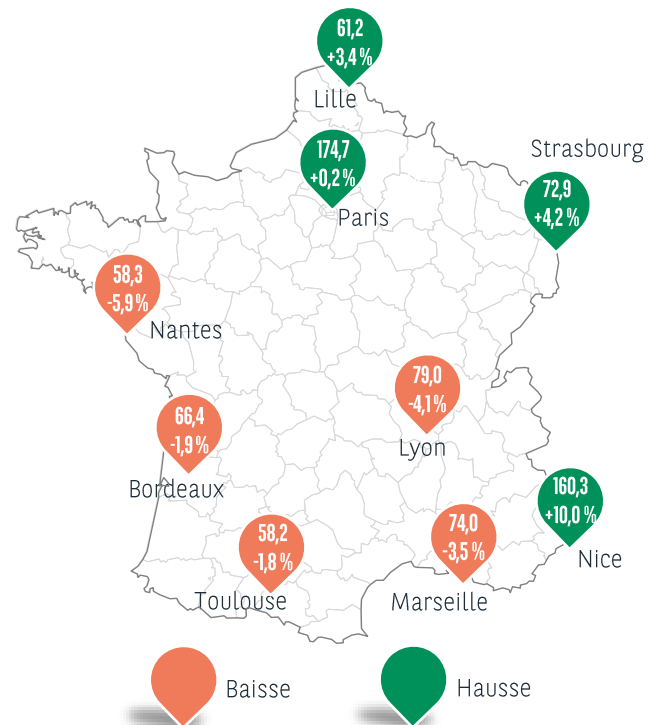 61,2
+3,4 %
Lille
174,7
+0,2 %
Paris
Strasbourg
72,9
+4,2 %
58,3
-5,9 %
Nantes
79,0
-4,1 %
Lyon
66,4
-1,9 %
Bordeaux
160,3
+10,0 %
Nice
58,2
-1,8 %
Toulouse
74,0
-3,5 %
Marseille
Baisse
Hausse